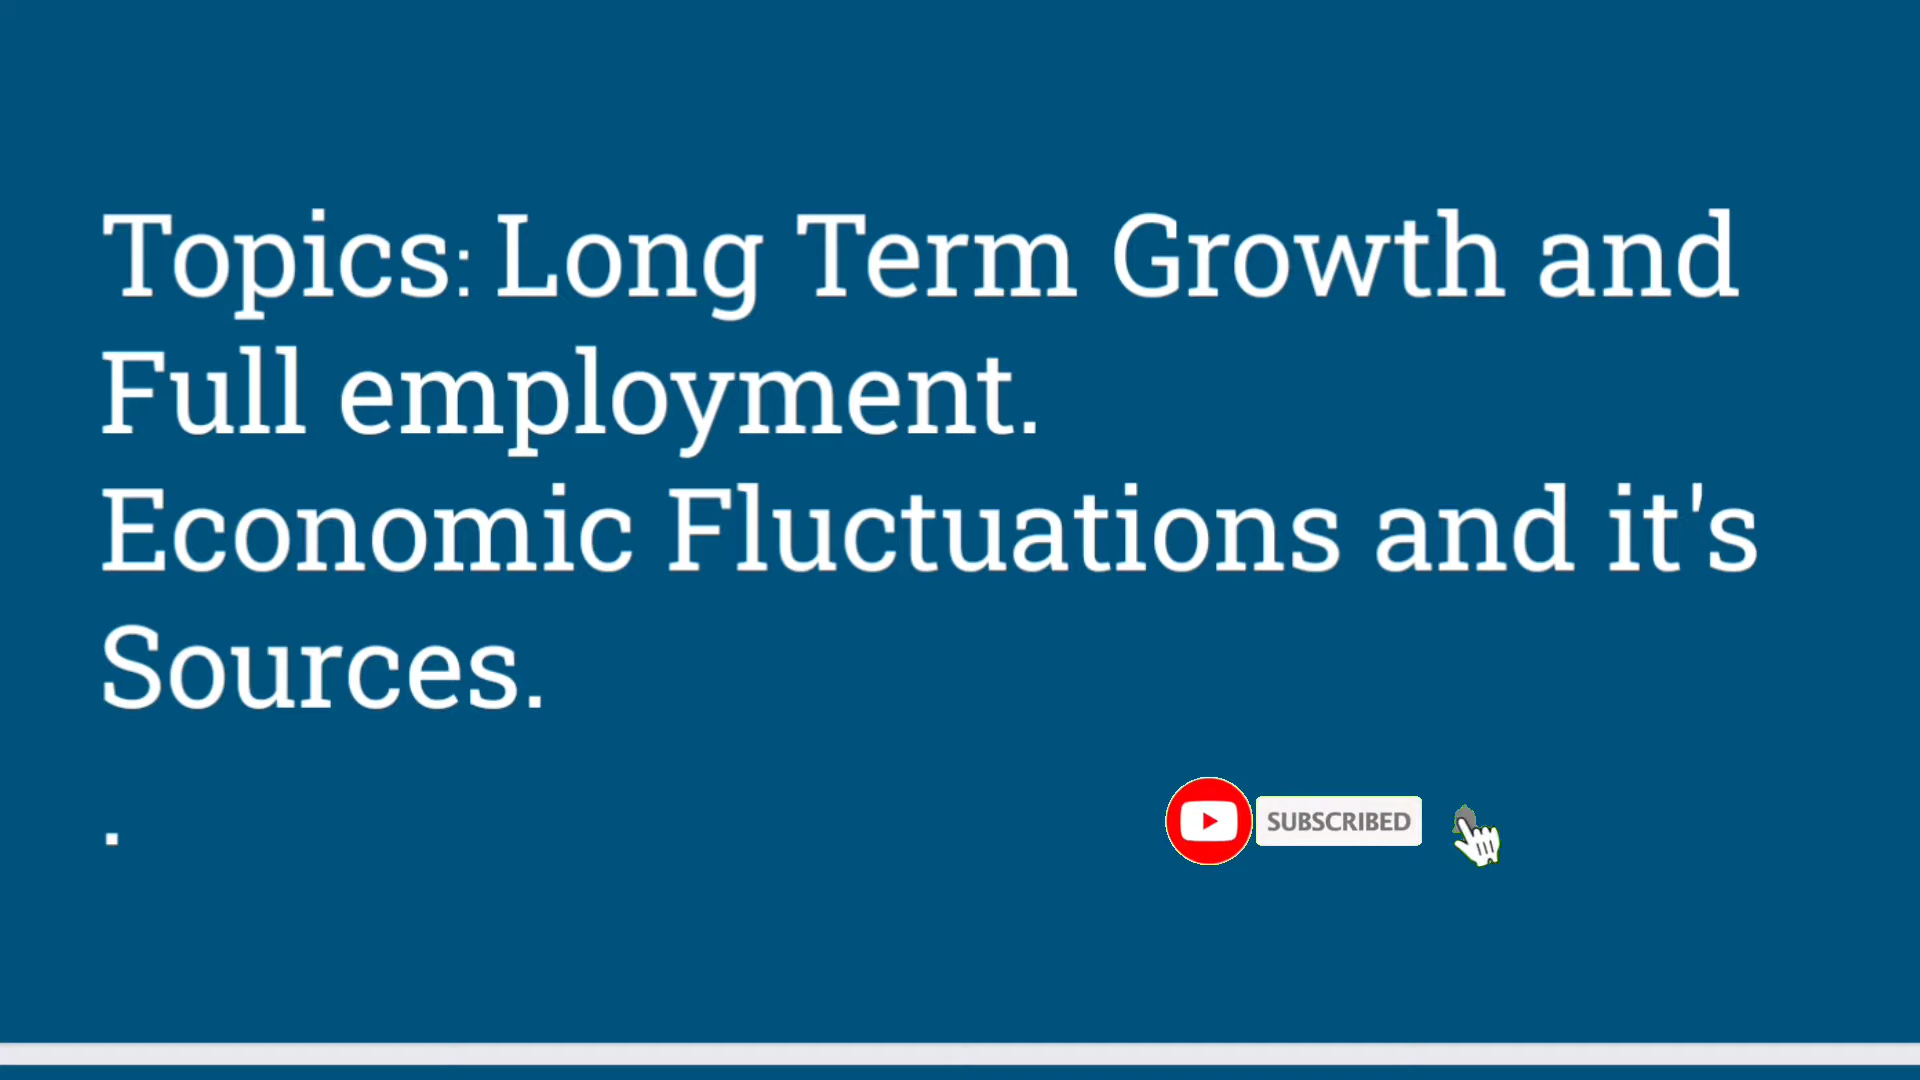 Topics: Long Term Growth and
Full employment.
Economic Fluctuations and it's
Sources.
.
SUBSCRIBED